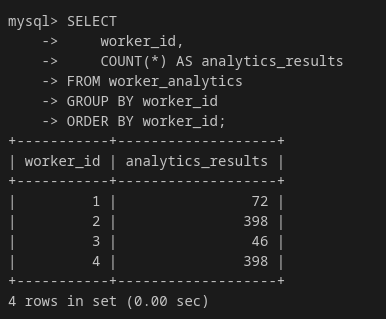 mysql> SELECT
    ->     worker_id,
    ->     COUNT(*) AS analytics_results
    -> FROM worker_analytics
    -> GROUP BY worker_id
    -> ORDER BY worker_id;
+-----------+-------------------+
| worker_id | analytics_results |
+-----------+-------------------+
|         1 |                72 |
|         2 |               398 |
|         3 |                46 |
|         4 |               398 |
+-----------+-------------------+
4 rows in set (0.00 sec)